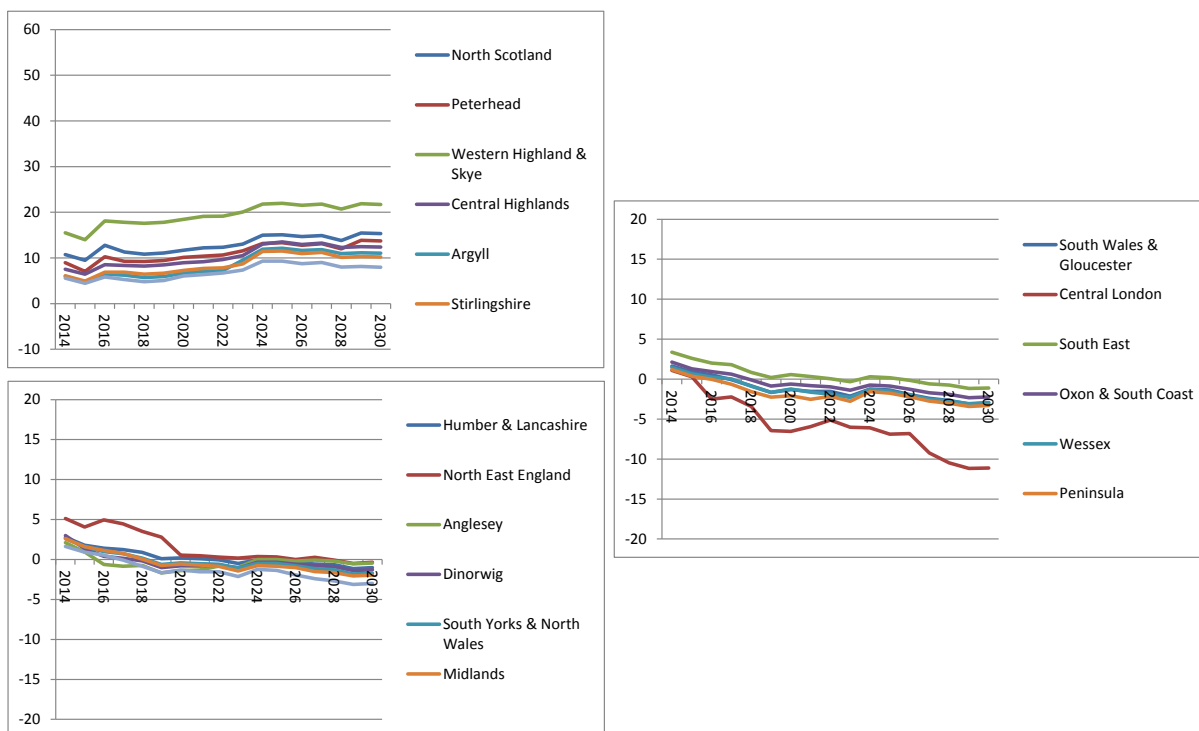 60
50
40
30
20
10
0
-10
2014
2016
2018
2020
2022
2024
2026
2028
2030
North Scotland
Peterhead
Western Highland &
Skye
Central Highlands
Argyll
Stirlingshire
20
15
10
5
0
-5
-10
-15
-20
2014
2016
2018
2020
2022
2024
2026
2028
2030
Humber & Lancashire
North East England
Anglesey
Dinorwig
South Yorks & North
Wales
Midlands
20
15
10
5
0
-5
-10
-15
-20
2014
2016
2018
2020
2022
2024
2026
2028
2030
South Wales &
Gloucester
Central London
South East
Oxon & South Coast
Wessex
Peninsula